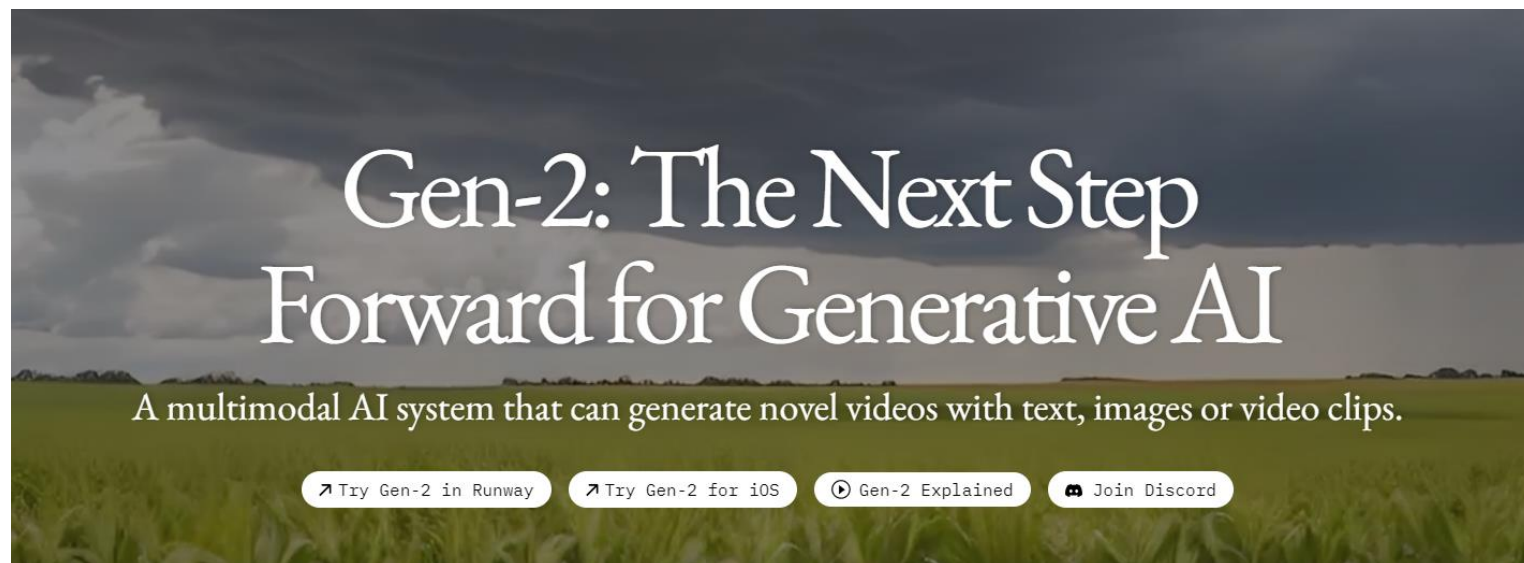 Gen-2: The Next Step
Forward for Generative AI
A multimodal AI system that can generate novel videos with text, images or video clips.
Try Gen-2 in Runway
Try Gen-2 for iOS
Gen-2 Explained
Join Discord